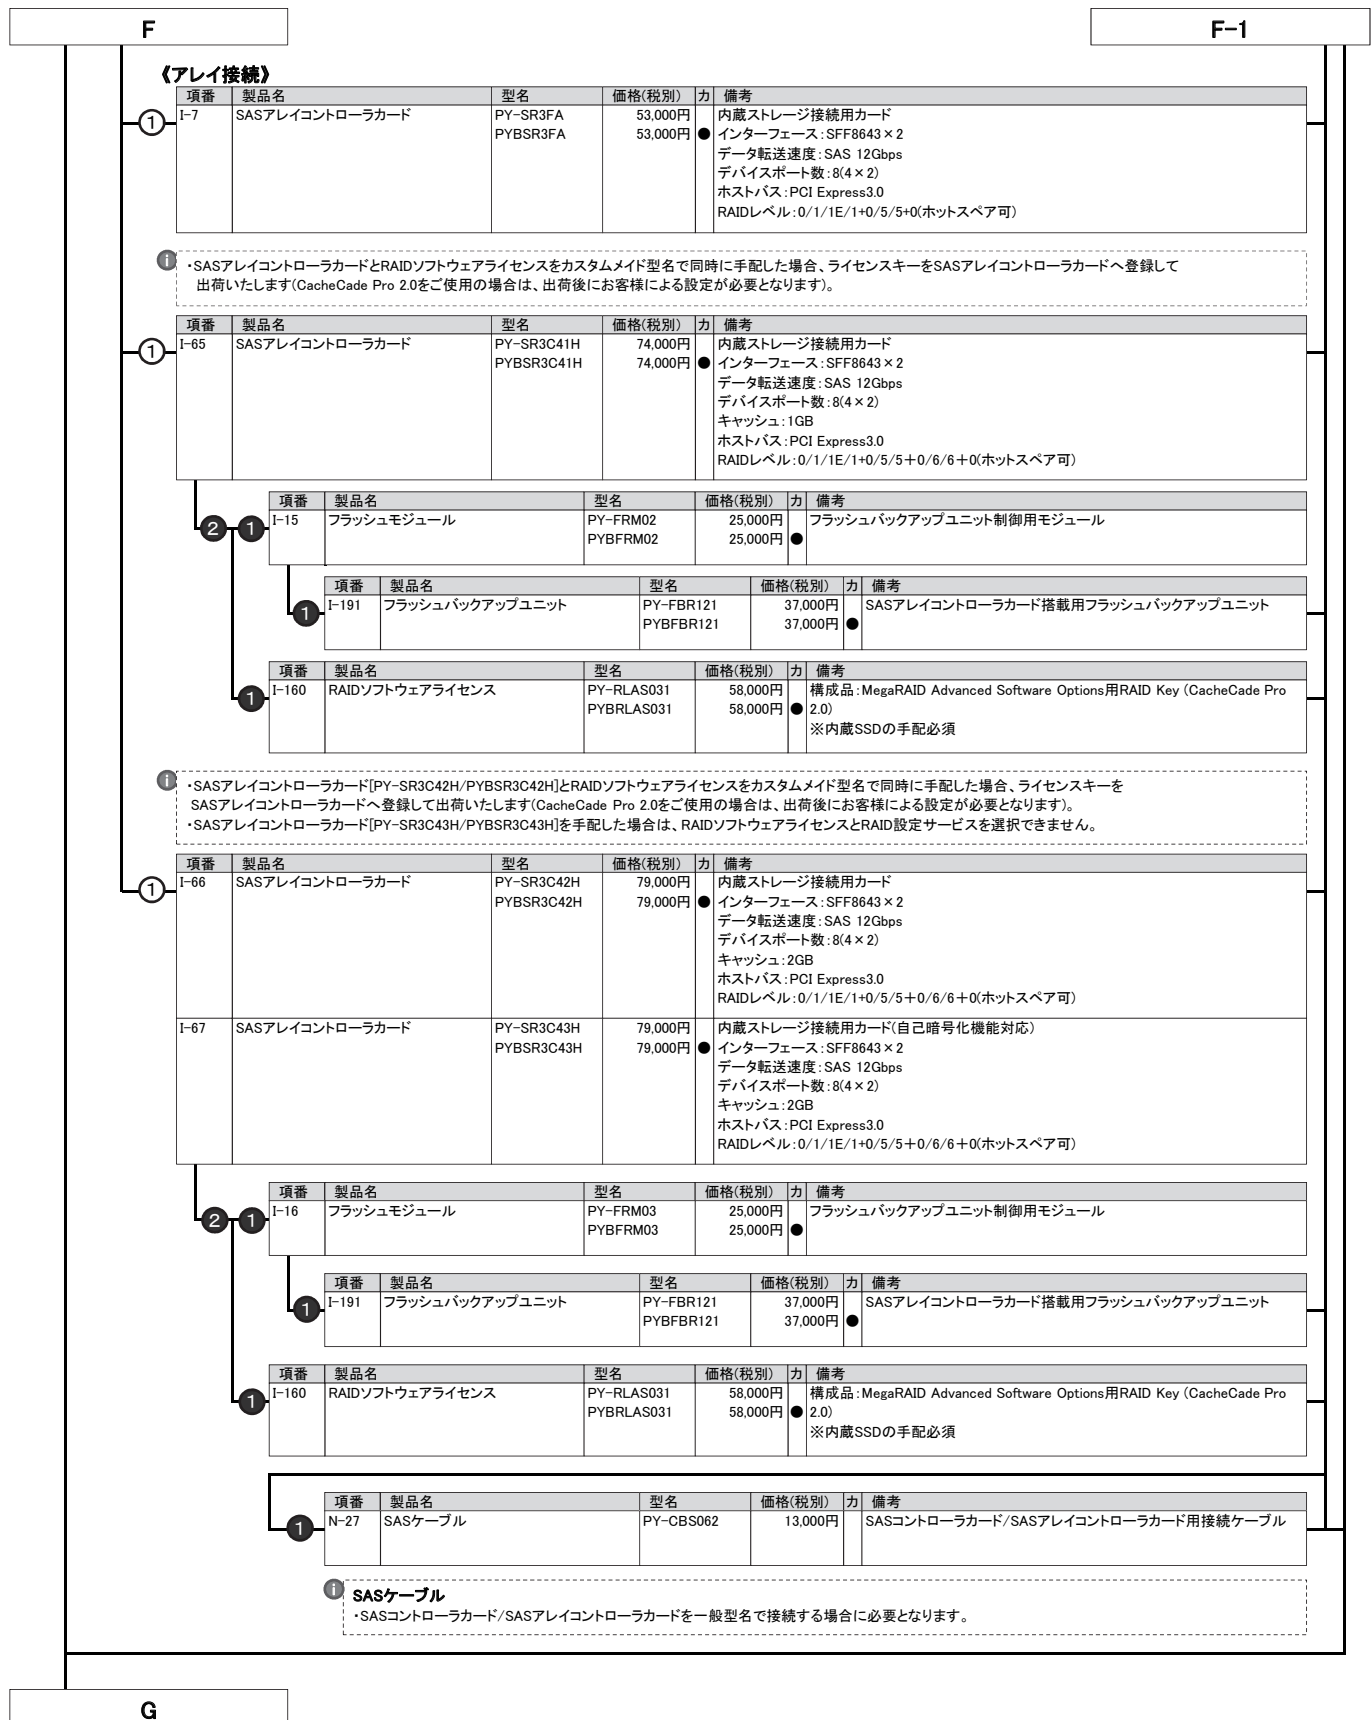 F
F-1
《アレイ接続》
項番 製品名 型名 価格(税別) カ 備考
① I-7 SASアレイコントローラカード PY-SR3FA 53,000円 内蔵ストレージ接続用カード
PYBSR3FA 53,000円 ● インターフェース:SFF8643×2
データ転送速度:SAS 12Gbps
デバイスポート数:8(4×2)
ホストバス:PCI Express3.0
RAIDレベル:0/1/1E/1+0/5/5+0(ホットスペア可)
i ・SASアレイコントローラカードとRAIDソフトウェアライセンスをカスタムメイド型名で同時に手配した場合、ライセンスキーをSASアレイコントローラカードへ登録して
出荷いたします(CacheCade Pro 2.0をご使用の場合は、出荷後にお客様による設定が必要となります)。
項番 製品名 型名 価格(税別) カ 備考
① I-65 SASアレイコントローラカード PY-SR3C41H 74,000円 内蔵ストレージ接続用カード
PYBSR3C41H 74,000円 ● インターフェース:SFF8643×2
データ転送速度:SAS 12Gbps
デバイスポート数:8(4×2)
キャッシュ:1GB
ホストバス:PCI Express3.0
RAIDレベル:0/1/1E/1+0/5/5+0/6/6+0(ホットスペア可)
項番 製品名 型名 価格(税別) カ 備考
❷ ❶ I-15 フラッシュモジュール PY-FRM02 25,000円 フラッシュバックアップユニット制御用モジュール
PYBFRM02 25,000円 ●
項番 製品名 型名 価格(税別) カ 備考
❶ I-191 フラッシュバックアップユニット PY-FBR121 37,000円 SASアレイコントローラカード搭載用フラッシュバックアップユニット
PYBFBR121 37,000円 ●
項番 製品名 型名 価格(税別) カ 備考
❶ I-160 RAIDソフトウェアライセンス PY-RLAS031 58,000円 構成品:MegaRAID Advanced Software Options用RAID Key (CacheCade Pro
PYBRLAS031 58,000円 ● 2.0)
※内蔵SSDの手配必須
i ・SASアレイコントローラカード[PY-SR3C42H/PYBSR3C42H]とRAIDソフトウェアライセンスをカスタムメイド型名で同時に手配した場合、ライセンスキーを
SASアレイコントローラカードへ登録して出荷いたします(CacheCade Pro 2.0をご使用の場合は、出荷後にお客様による設定が必要となります)。
・SASアレイコントローラカード[PY-SR3C43H/PYBSR3C43H]を手配した場合は、RAIDソフトウェアライセンスとRAID設定サービスを選択できません。
項番 製品名 型名 価格(税別) カ 備考
① I-66 SASアレイコントローラカード PY-SR3C42H 79,000円 内蔵ストレージ接続用カード
PYBSR3C42H 79,000円 ● インターフェース:SFF8643×2
データ転送速度:SAS 12Gbps
デバイスポート数:8(4×2)
キャッシュ:2GB
ホストバス:PCI Express3.0
RAIDレベル:0/1/1E/1+0/5/5+0/6/6+0(ホットスペア可)
I-67 SASアレイコントローラカード PY-SR3C43H 79,000円 内蔵ストレージ接続用カード(自己暗号化機能対応)
PYBSR3C43H 79,000円 ● インターフェース:SFF8643×2
データ転送速度:SAS 12Gbps
デバイスポート数:8(4×2)
キャッシュ:2GB
ホストバス:PCI Express3.0
RAIDレベル:0/1/1E/1+0/5/5+0/6/6+0(ホットスペア可)
項番 製品名 型名 価格(税別) カ 備考
❷ ❶ I-16 フラッシュモジュール PY-FRM03 25,000円 フラッシュバックアップユニット制御用モジュール
PYBFRM03 25,000円 ●
項番 製品名 型名 価格(税別) カ 備考
❶ I-191 フラッシュバックアップユニット PY-FBR121 37,000円 SASアレイコントローラカード搭載用フラッシュバックアップユニット
PYBFBR121 37,000円 ●
項番 製品名 型名 価格(税別) カ 備考
❶ I-160 RAIDソフトウェアライセンス PY-RLAS031 58,000円 構成品:MegaRAID Advanced Software Options用RAID Key (CacheCade Pro
PYBRLAS031 58,000円 ● 2.0)
※内蔵SSDの手配必須
項番 製品名 型名 価格(税別) カ 備考
❶ N-27 SASケーブル PY-CBS062 13,000円 SASコントローラカード/SASアレイコントローラカード用接続ケーブル
i SASケーブル
・SASコントローラカード/SASアレイコントローラカードを一般型名で接続する場合に必要となります。
G